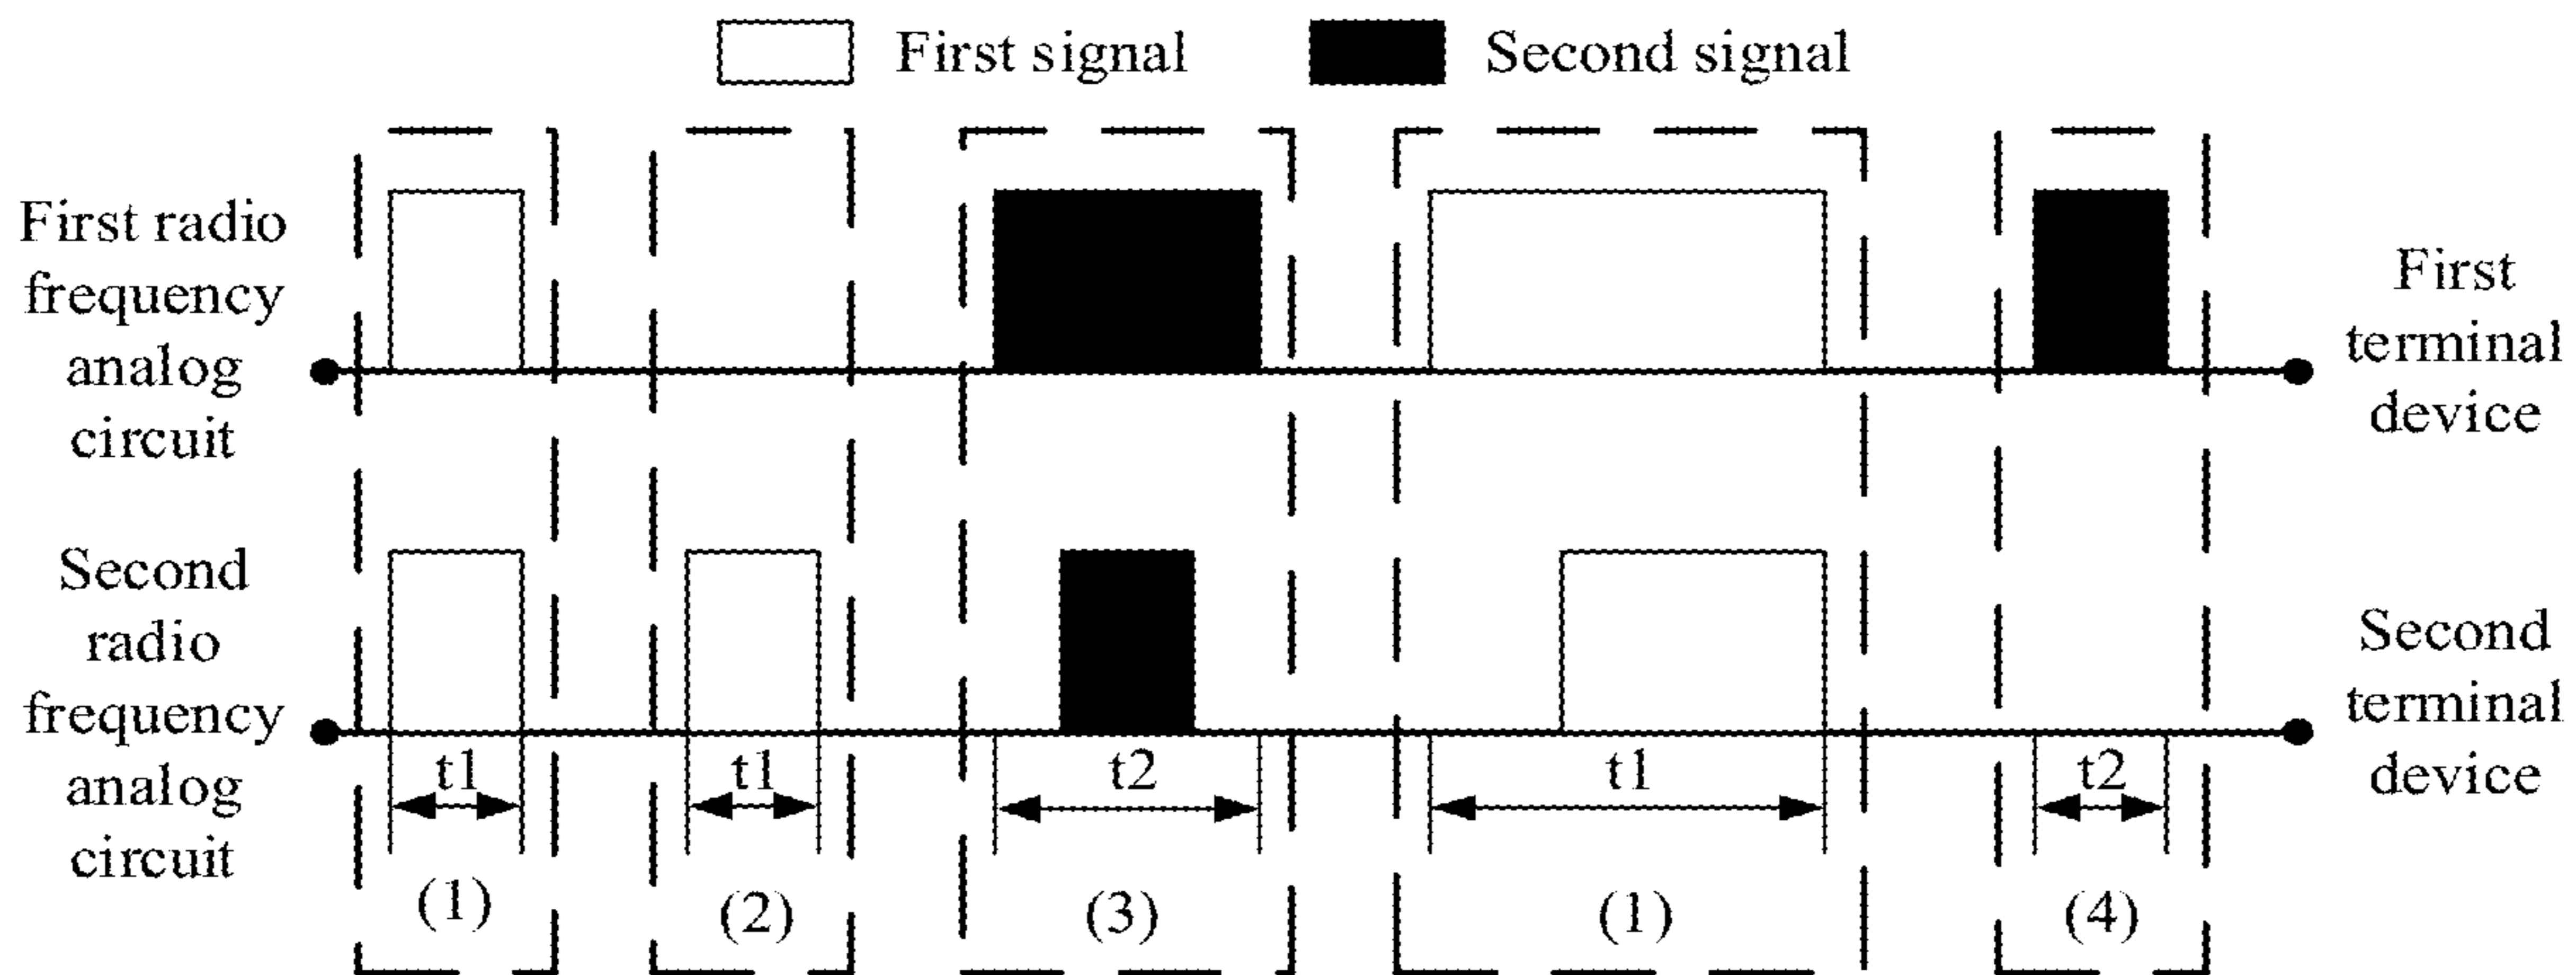 First signal
Second signal
First radio
frequency
analog
circuit
First
terminal
device
Second
radio
frequency
analog
circuit
Second
terminal
device
t1
t1
t2
t1
t2
(1)
(2)
(3)
(1)
(4)